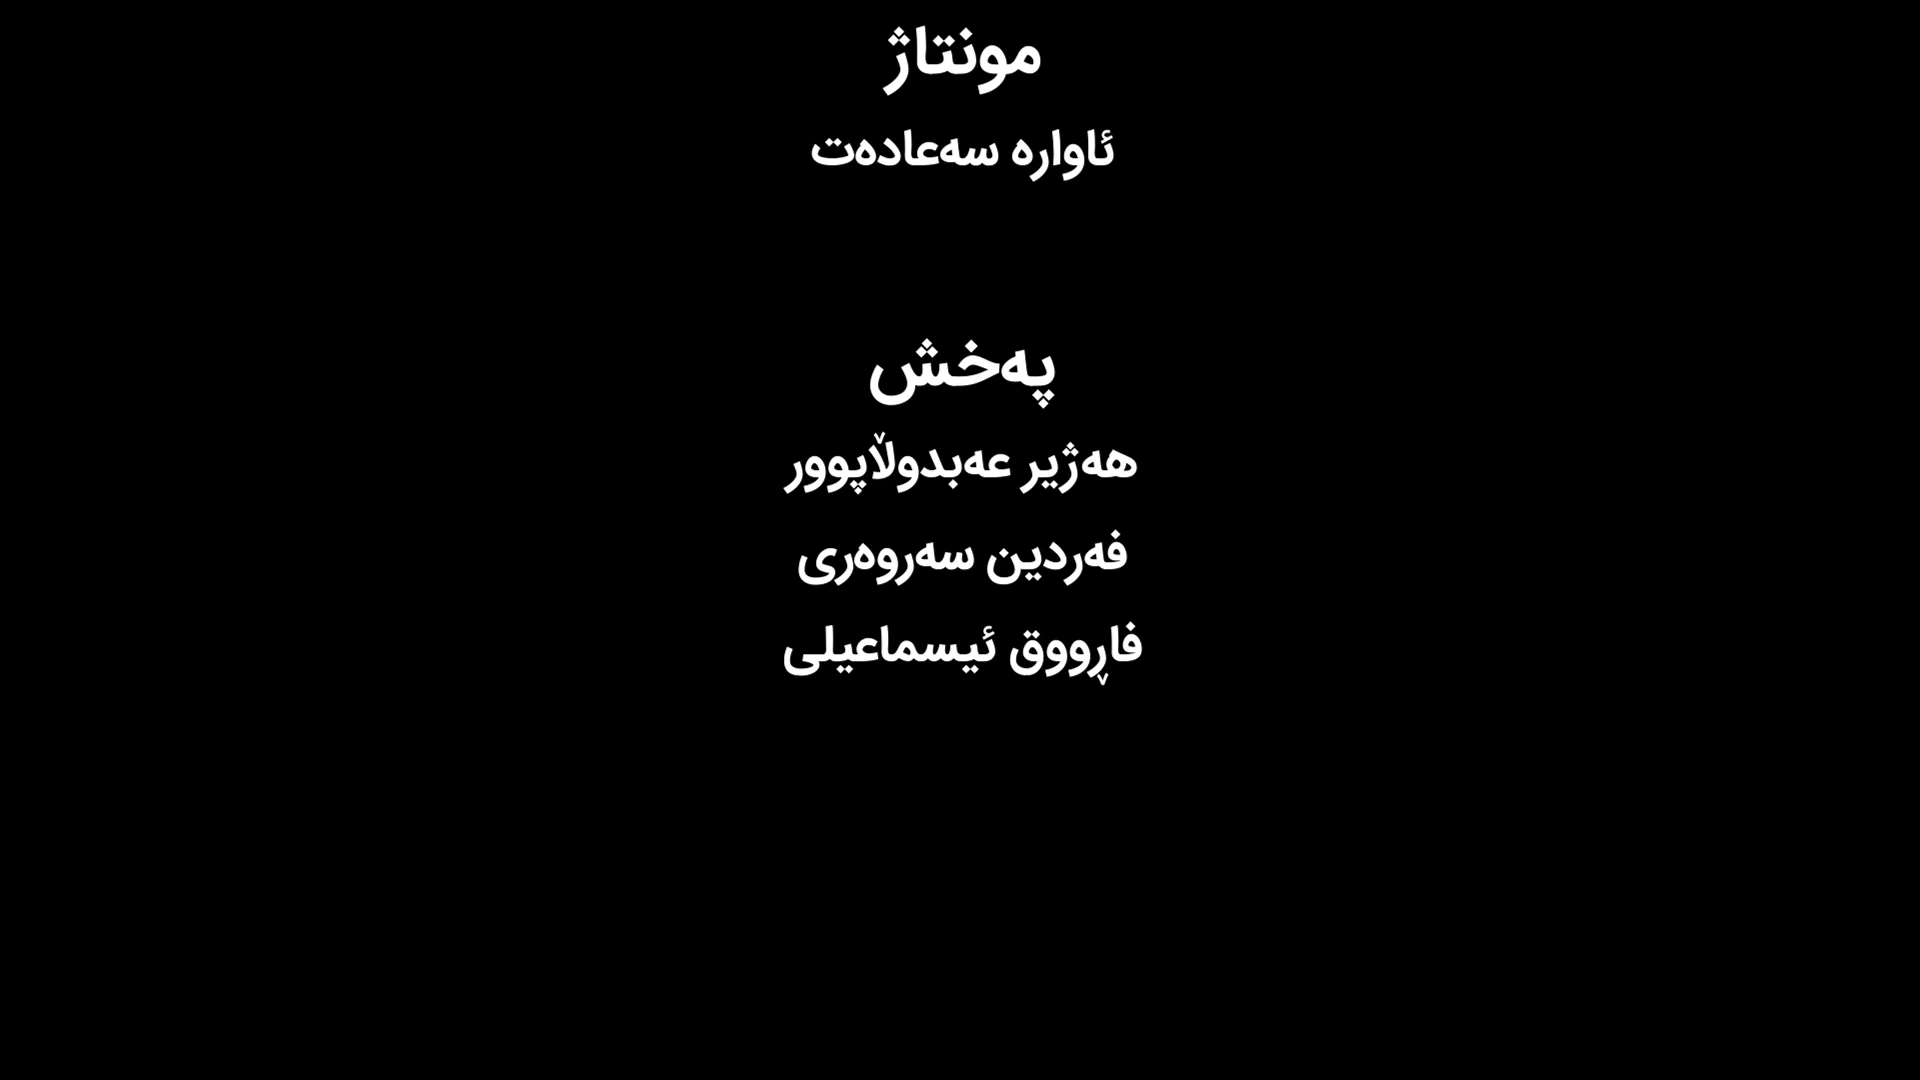 مونتاژ
ئاوارە سەعادەت
پەخش
هەژیر عەبدوڵاپوور
فەردین سەروەری
فاڕووق ئیسماعیلی